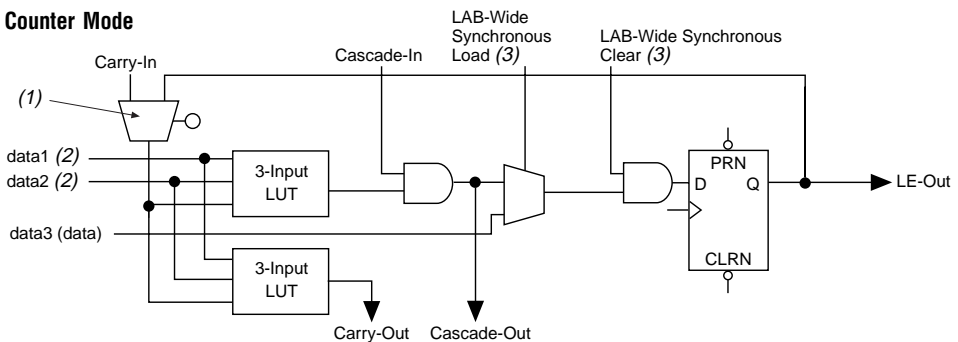 Counter Mode
LAB-Wide
Synchronous
Load (3)
LAB-Wide Synchronous
Clear (3)
Carry-In
Cascade-In
(1)
data1 (2)
data2 (2)
3-Input
LUT
PRN
D Q
LE-Out
data3 (data)
3-Input
LUT
CLRN
Carry-Out
Cascade-Out